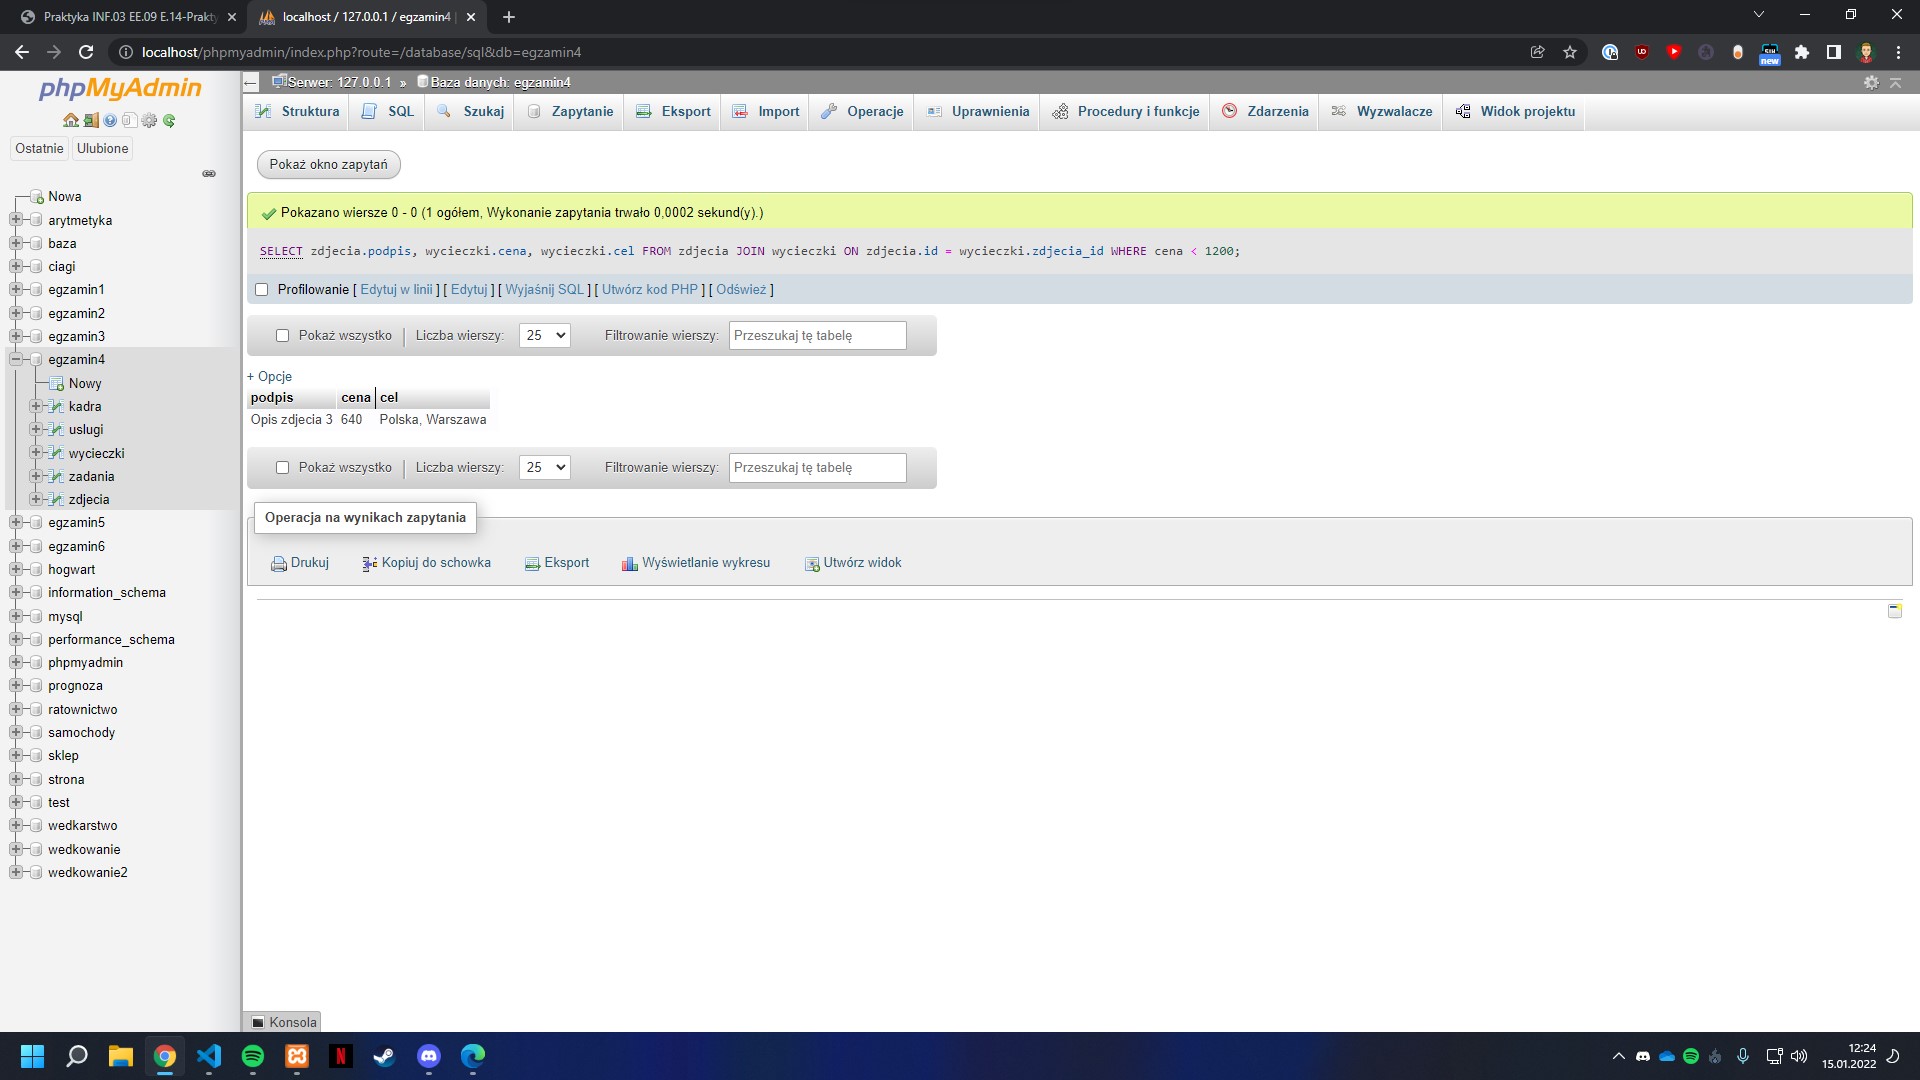 Praktyka INF.03 EE.09 E.14-Prakty
localhost / 127.0.0.1 / egzamin4 |
localhost/phpmyadmin/index.php?route=/database/sql&db=egzamin4
new
phpMyAdmin
Ostatnie
Ulubione
Nowa
arytmetyka
baza
ciagi
egzamin1
egzamin2
egzamin3
egzamin4
Nowy
kadra
uslugi
wycieczki
zadania
zdjecia
egzamin5
egzamin6
hogwart
information_schema
mysql
performance_schema
phpmyadmin
prognoza
ratownictwo
samochody
sklep
strona
test
wedkarstwo
wedkowanie
wedkowanie2
Serwer: 127.0.0.1 » Baza danych: egzamin4
Struktura SQL Szukaj Zapytanie Eksport Import Operacje Uprawnienia Procedury i funkcje Zdarzenia Wyzwalacze Widok projektu
Pokaż okno zapytań
Pokazano wiersze 0 - 0 (1 ogółem, Wykonanie zapytania trwało 0,0002 sekund(y).)
SELECT zdjecia.podpis, wycieczki.cena, wycieczki.cel FROM zdjecia JOIN wycieczki ON zdjecia.id = wycieczki.zdjecia_id WHERE cena < 1200;
Profilowanie [ Edytuj w linii ] [ Edytuj ] [ Wyjaśnij SQL ] [ Utwórz kod PHP ] [ Odśwież ]
Pokaż wszystko | Liczba wierszy: 25 Filtrowanie wierszy: Przeszukaj tę tabelę
+ Opcje
podpis cena cel
Opis zdjecia 3 640 Polska, Warszawa
Pokaż wszystko | Liczba wierszy: 25 Filtrowanie wierszy: Przeszukaj tę tabelę
Operacja na wynikach zapytania
Drukuj Kopiuj do schowka Eksport Wyświetlanie wykresu Utwórz widok
Konsola
12:24
15.01.2022